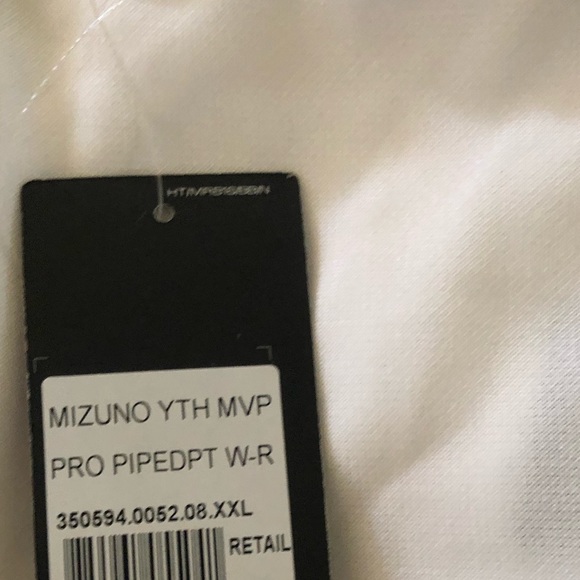 MIZUNO YTH MVP
PRO PIPEDPT W-R
350594.0052.08.XXL
RETAIL